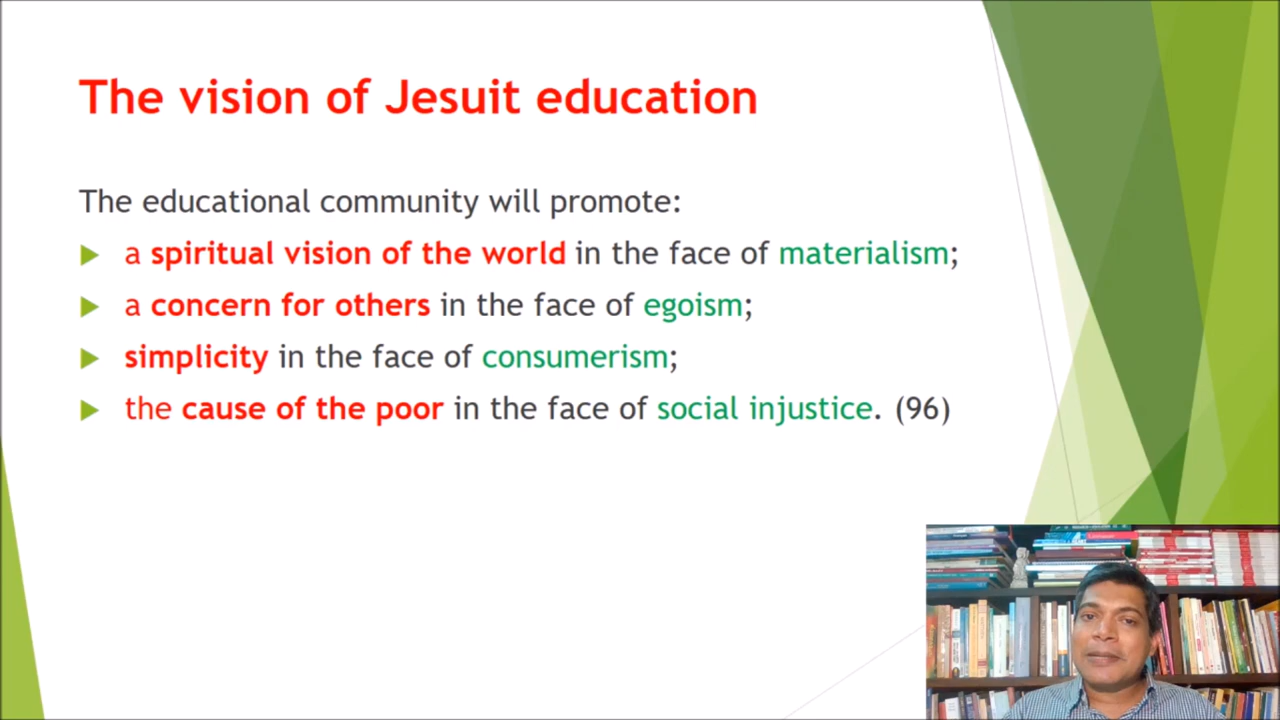 The vision of Jesuit education
The educational community will promote:
a spiritual vision of the world in the face of materialism;
a concern for others in the face of egoism;
simplicity in the face of consumerism;
the cause of the poor in the face of social injustice. (96)